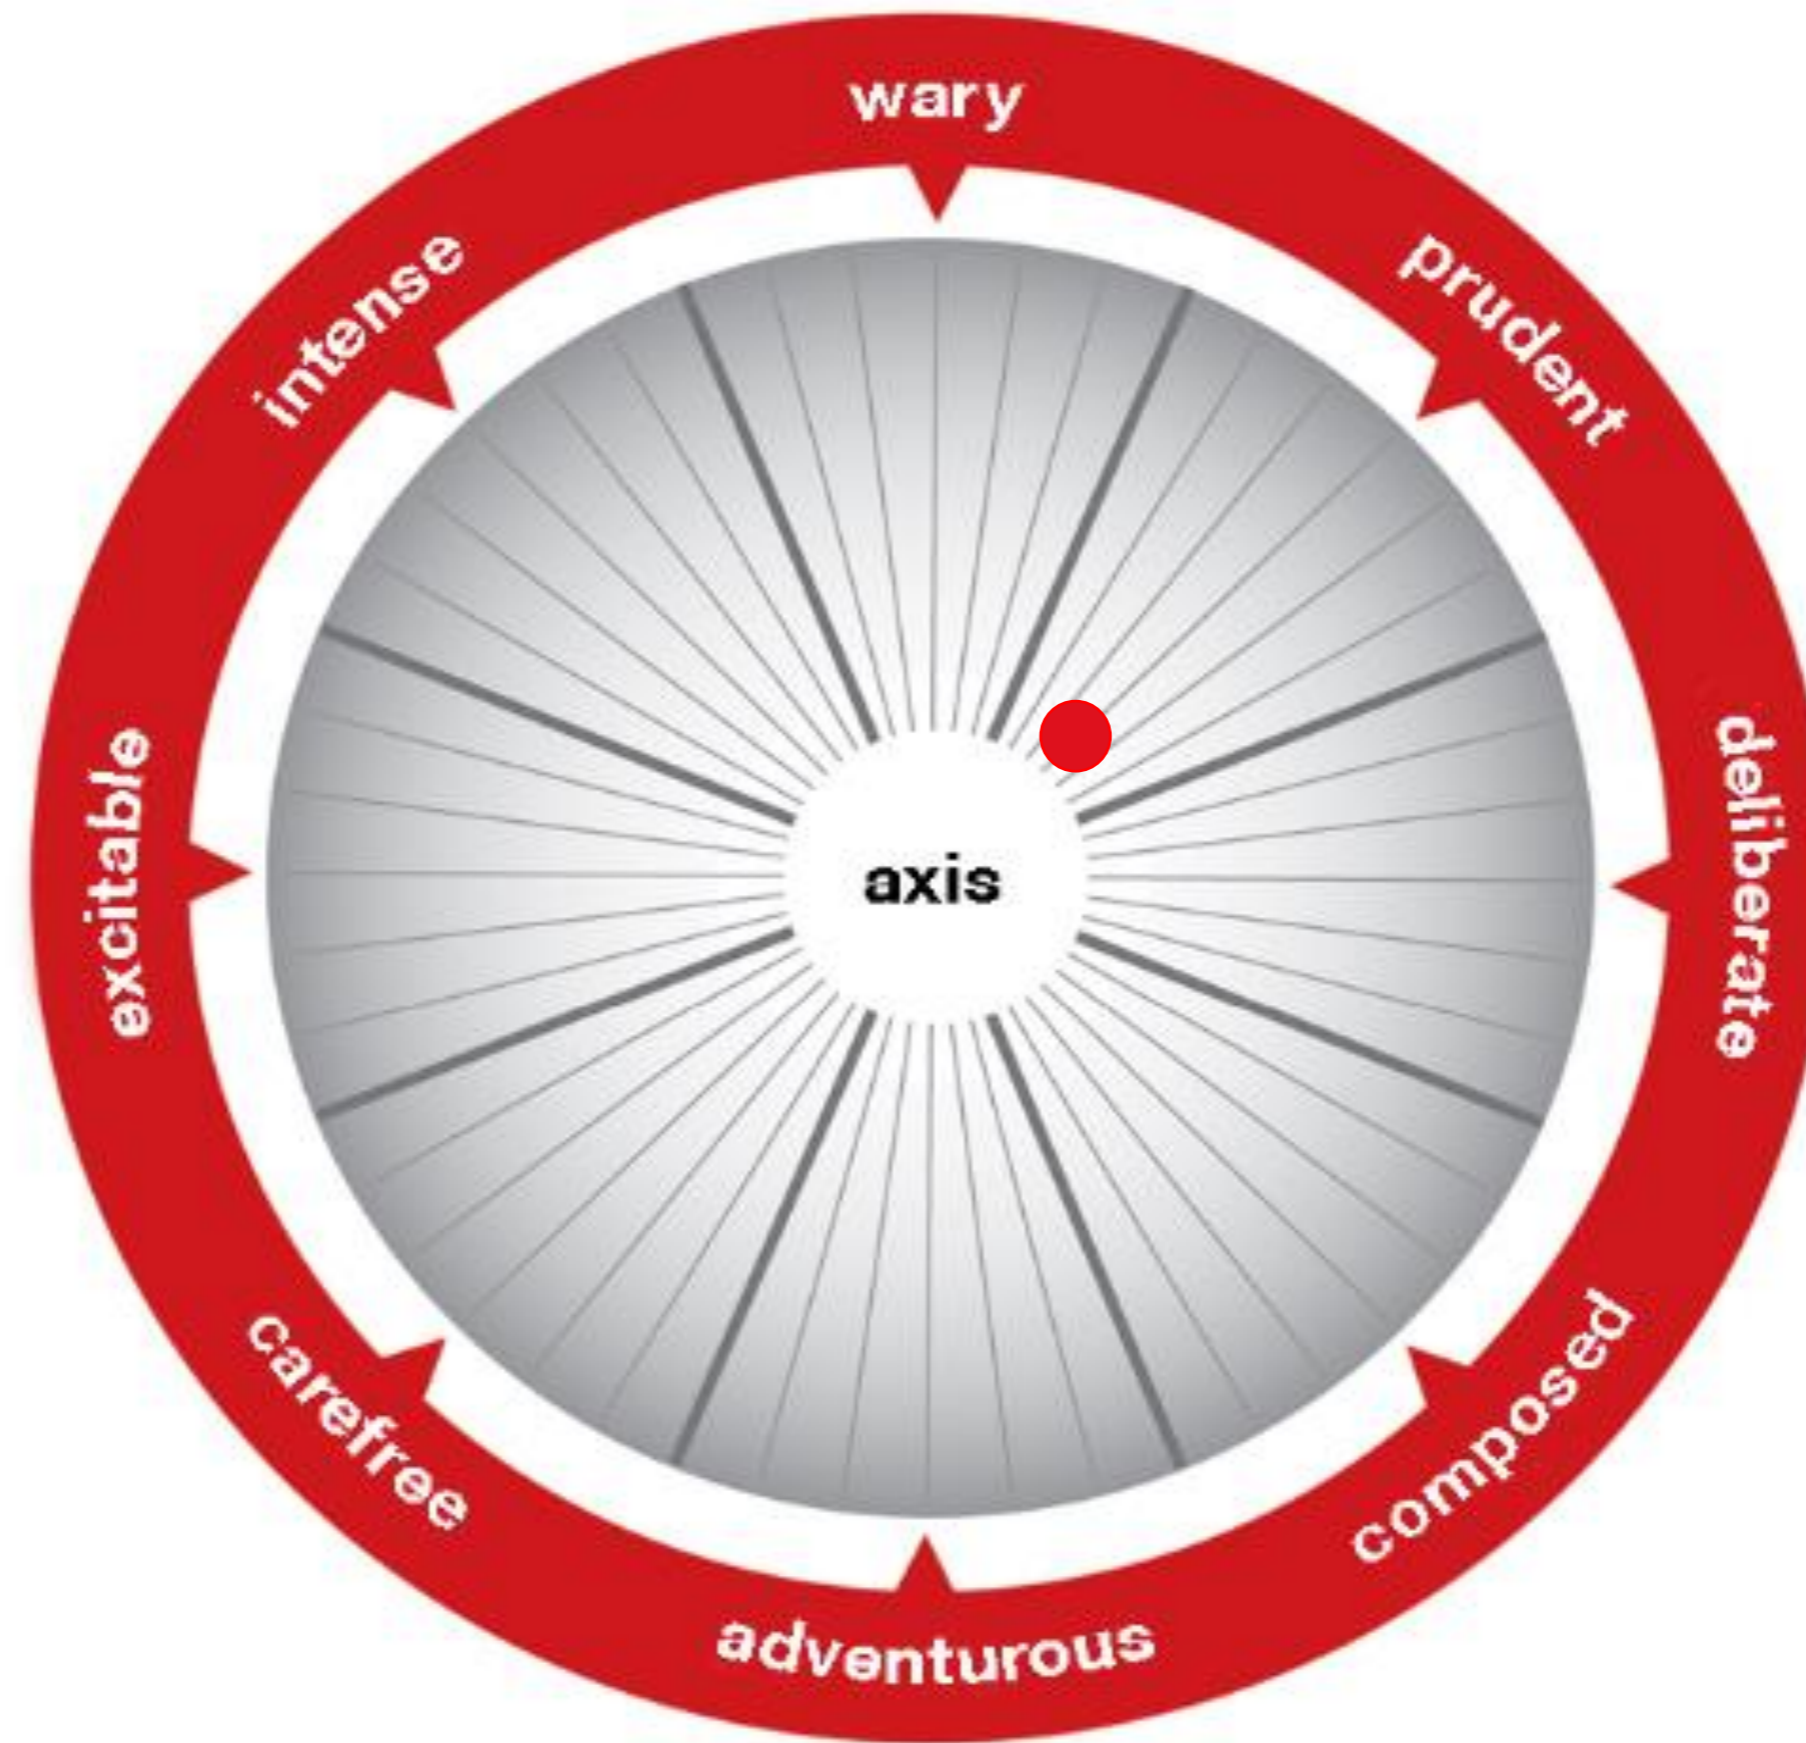 wary
prudent
deliberate
composed
adventurous
carefree
excitable
intense
axis